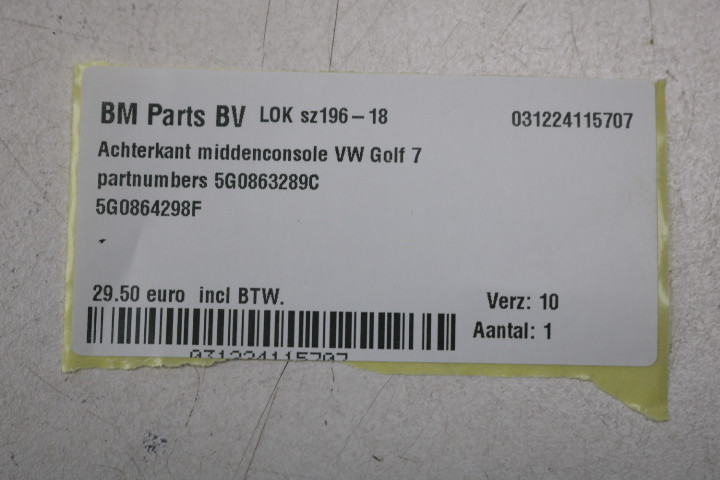 BM Parts BV LOK sz196-18 031224115707
Achterkant middenconsole VW Golf 7
partnumbers 5G0863289C
5G0864298F
29.50 euro incl BTW. Verz: 10
Aantal: 1
031224115707